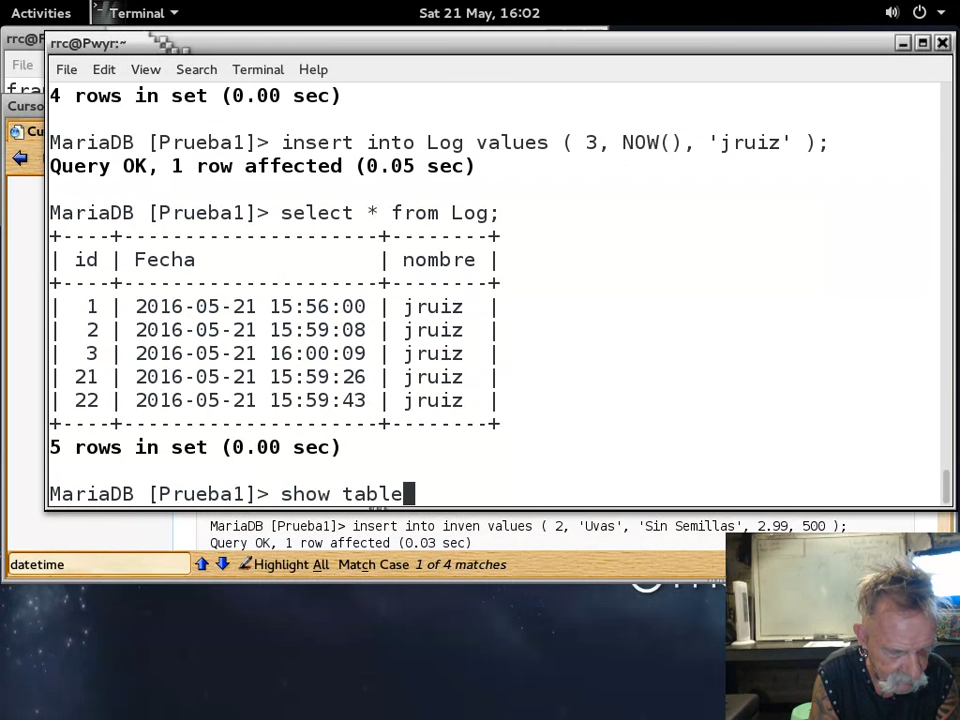 Activities
Terminal
Sat 21 May, 16:02
rrc@P
rrc@Pwyr:~
File
File Edit View Search Terminal Help
4 rows in set (0.00 sec)
Curso
MariaDB [Prueba1]> insert into Log values ( 3, NOW(), 'jruiz' );
Query OK, 1 row affected (0.05 sec)
MariaDB [Prueba1]> select * from Log;
+----+---------------------+--------+
| id | Fecha | nombre |
+----+---------------------+--------+
| 1 | 2016-05-21 15:56:00 | jruiz |
| 2 | 2016-05-21 15:59:08 | jruiz |
| 3 | 2016-05-21 16:00:09 | jruiz |
| 21 | 2016-05-21 15:59:26 | jruiz |
| 22 | 2016-05-21 15:59:43 | jruiz |
+----+---------------------+--------+
5 rows in set (0.00 sec)
MariaDB [Prueba1]> show table
MariaDB [Prueba1]> insert into inven values ( 2, 'Uvas', 'Sin Semillas', 2.99, 500 );
Query OK, 1 row affected (0.03 sec)
datetime
Highlight All Match Case 1 of 4 matches